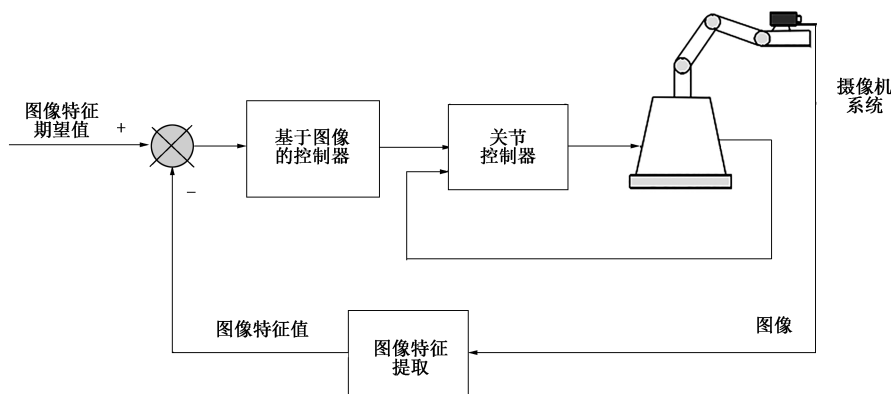 图像特征
期望值
+
−
基于图像
的控制器
关节
控制器
摄像机
系统
图像特征值
图像特征
提取
图像